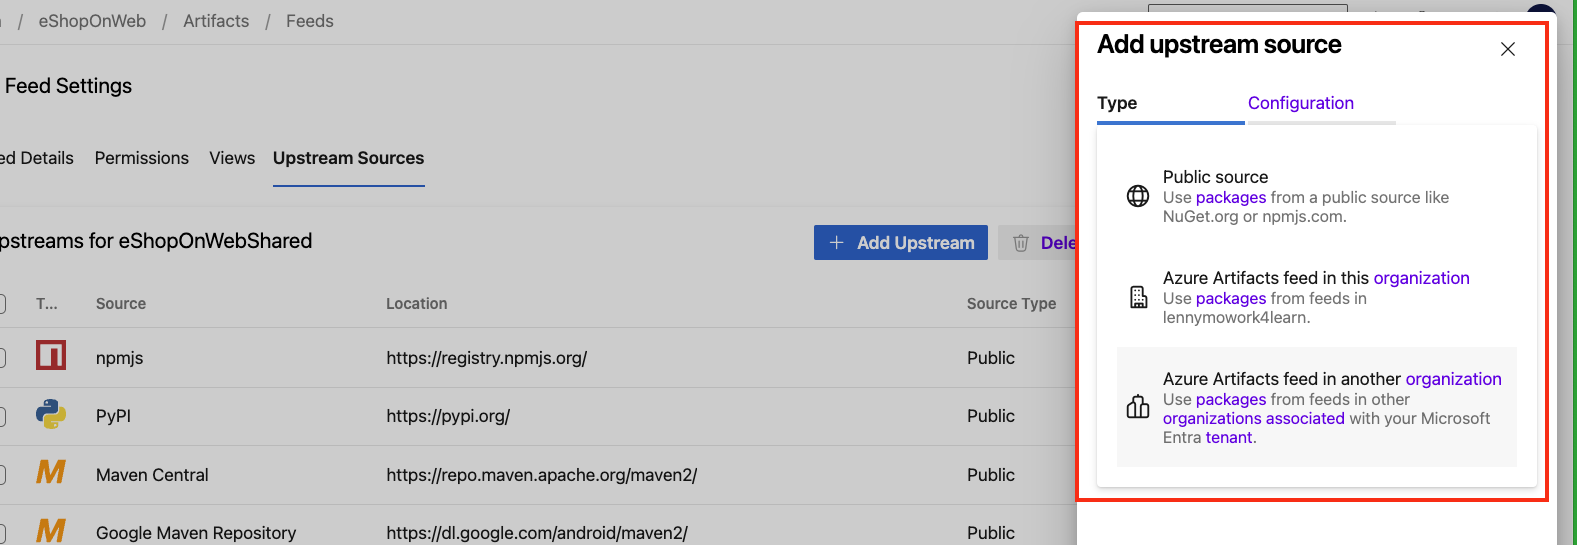 / eShopOnWeb / Artifacts / Feeds
Feed Settings
ed Details Permissions Views Upstream Sources
pstreams for eShopOnWebShared
+ Add Upstream Dele
T... Source Location Source Type
npmjs https://registry.npmjs.org/ Public
PyPI https://pypi.org/ Public
M Maven Central https://repo.maven.apache.org/maven2/ Public
M Google Maven Repository https://dl.google.com/android/maven2/ Public
Add upstream source
Type Configuration
Public source
Use packages from a public source like
NuGet.org or npmjs.com.
Azure Artifacts feed in this organization
Use packages from feeds in
lennymowork4learn.
Azure Artifacts feed in another organization
Use packages from feeds in other
organizations associated with your Microsoft
Entra tenant.